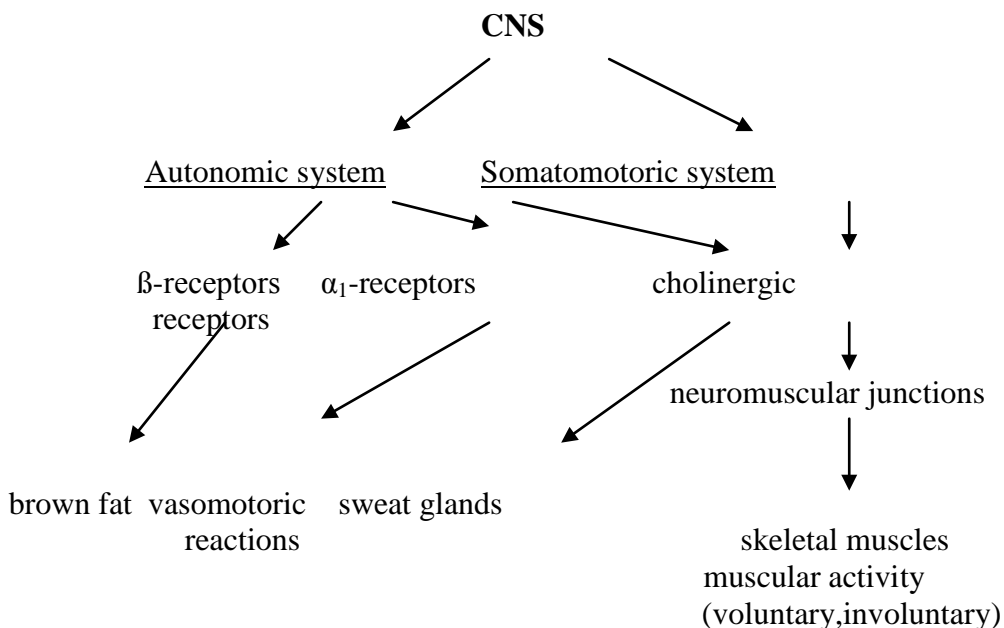 CNS
Autonomic system Somatomotoric system
ß-receptors α₁-receptors cholinergic
receptors
neuromuscular junctions
brown fat vasomotoric sweat glands
reactions
skeletal muscles
muscular activity
(voluntary,involuntary)